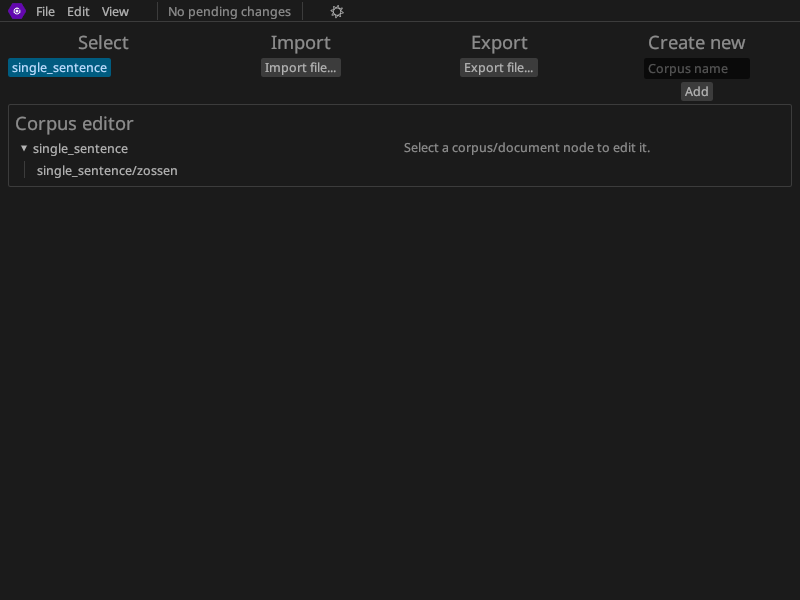 File Edit View No pending changes
Select Import Export Create new
single_sentence Import file... Export file... Corpus name
Add
Corpus editor
single_sentence
Select a corpus/document node to edit it.
single_sentence/zossen